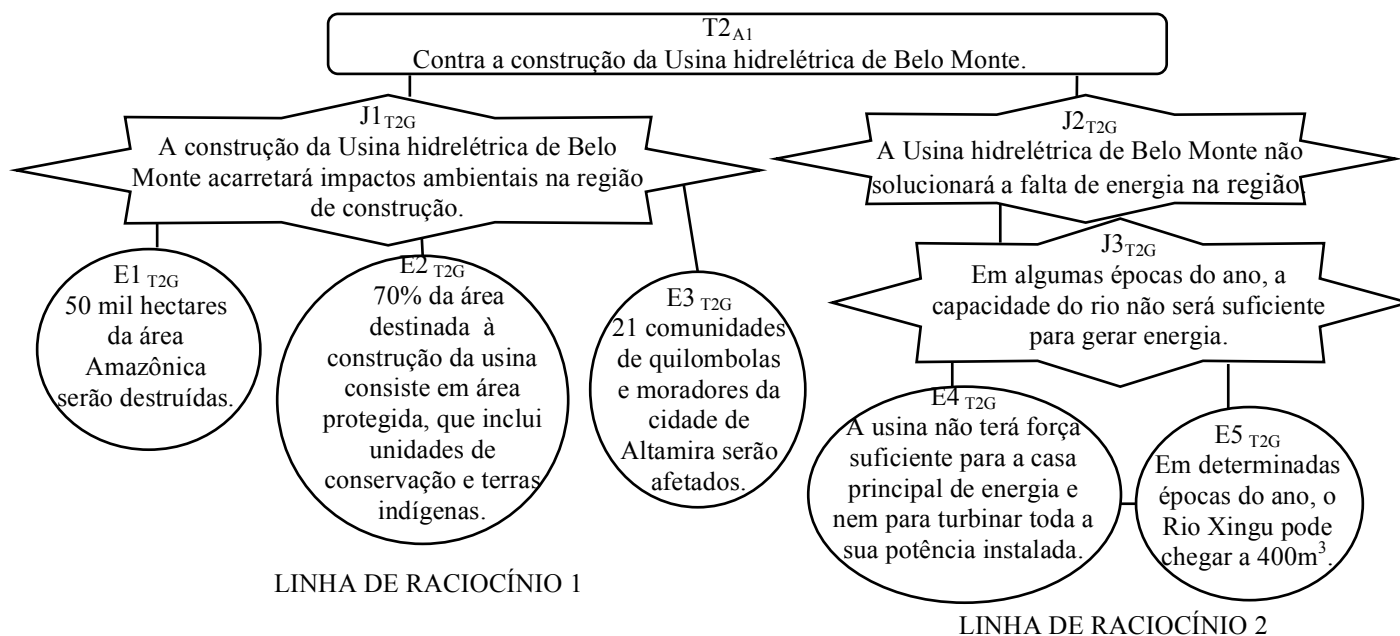 T2A1
Contra a construção da Usina hidrelétrica de Belo Monte.
J1T2G
A construção da Usina hidrelétrica de Belo
Monte acarretará impactos ambientais na região
de construção.
J2T2G
A Usina hidrelétrica de Belo Monte não
solucionará a falta de energia na região.
J3T2G
Em algumas épocas do ano, a
capacidade do rio não será suficiente
para gerar energia.
E1 T2G
50 mil hectares
da área
Amazônica
serão destruídas.
E2 T2G
70% da área
destinada à
construção da usina
consiste em área
protegida, que inclui
unidades de
conservação e terras
indígenas.
E3 T2G
21 comunidades
de quilombolas
e moradores da
cidade de
Altamira serão
afetados.
E4 T2G
A usina não terá força
suficiente para a casa
principal de energia e
nem para turbinar toda a
sua potência instalada.
E5 T2G
Em determinadas
épocas do ano, o
Rio Xingu pode
chegar a 400m³.
LINHA DE RACIOCÍNIO 1
LINHA DE RACIOCÍNIO 2